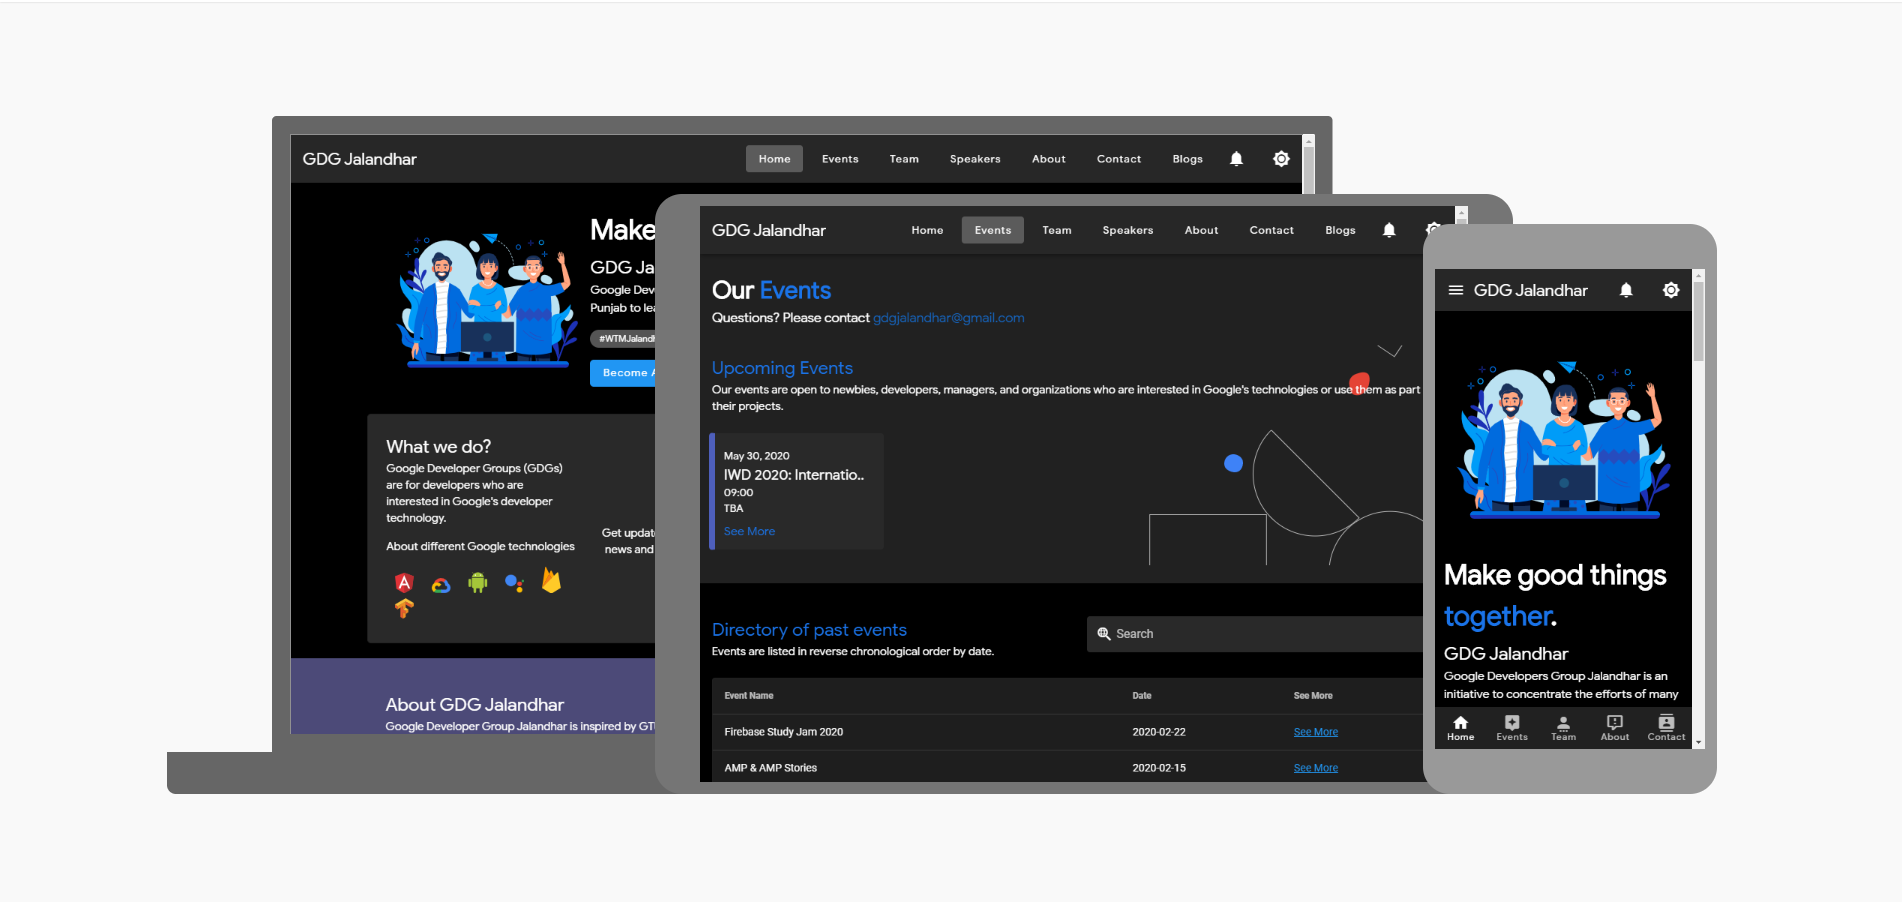 GDG Jalandhar
Home Events Team Speakers About Contact Blogs
Make
GDG Ja
Google Dev
Punjab to lea
#WTMJalandh
Become A
What we do?
Google Developer Groups (GDGs)
are for developers who are
interested in Google's developer
technology.
About different Google technologies
Get update
news and
About GDG Jalandhar
Google Developer Group Jalandhar is inspired by GTU
GDG Jalandhar
Home Events Team Speakers About Contact Blogs
Our Events
Questions? Please contact gdgjalandhar@gmail.com
Upcoming Events
Our events are open to newbies, developers, managers, and organizations who are interested in Google's technologies or use them as part
their projects.
May 30, 2020
IWD 2020: Internatio..
09:00
TBA
See More
Directory of past events
Events are listed in reverse chronological order by date.
Search
Event Name Date See More
Firebase Study Jam 2020 2020-02-22 See More
AMP & AMP Stories 2020-02-15 See More
GDG Jalandhar
Make good things
together.
GDG Jalandhar
Google Developers Group Jalandhar is an
initiative to concentrate the efforts of many
Home Events Team About Contact